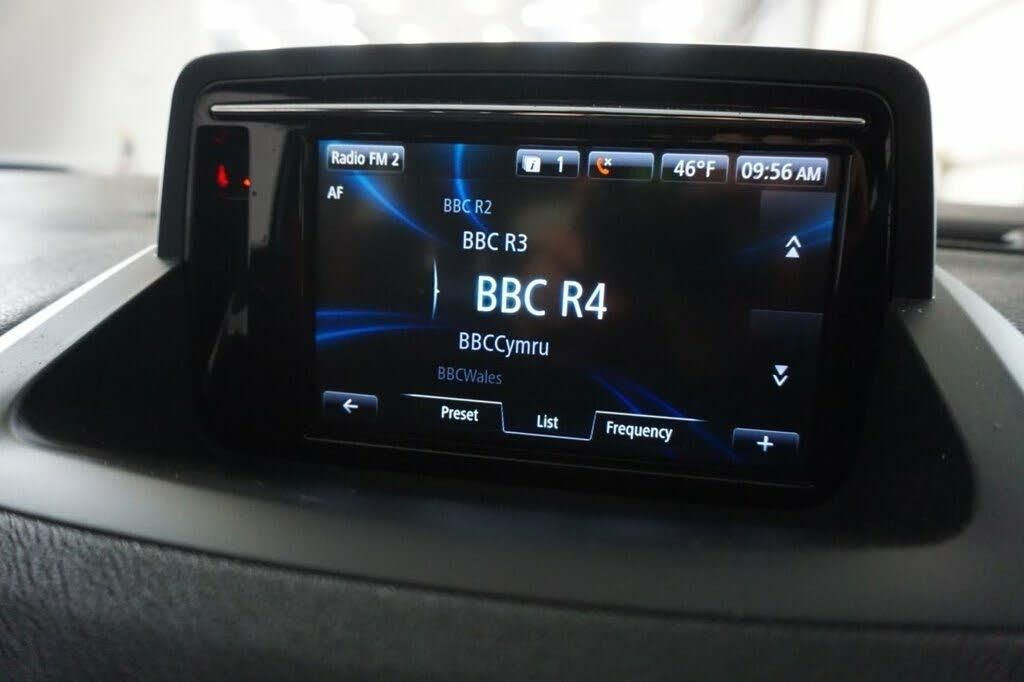 Radio FM 2
i 1
46°F
09:56 AM
AF
BBC R2
BBC R3
BBC R4
BBCCymru
BBCWales
Preset
List
Frequency
+